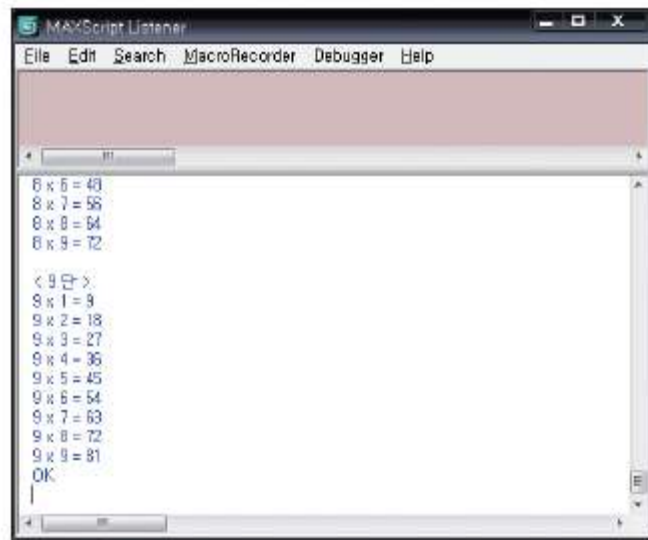 MAXScript Listener
File Edit Search MacroRecorder Debugger Help
8 x 6 = 48
8 x 7 = 56
8 x 8 = 64
8 x 9 = 72
< 9 단 >
9 x 1 = 9
9 x 2 = 18
9 x 3 = 27
9 x 4 = 36
9 x 5 = 45
9 x 6 = 54
9 x 7 = 63
9 x 8 = 72
9 x 9 = 81
OK